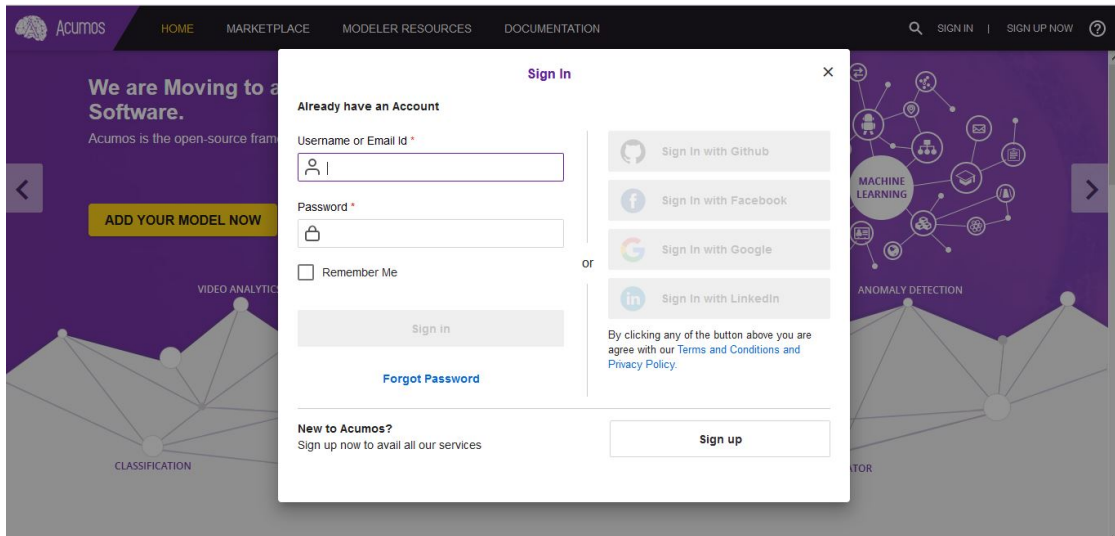 Acumos
HOME
MARKETPLACE
MODELER RESOURCES
DOCUMENTATION
SIGN IN | SIGN UP NOW
We are Moving to a
Software.
Acumos is the open-source fram
ADD YOUR MODEL NOW
VIDEO ANALYTICS
CLASSIFICATION
Sign In
Already have an Account
Username or Email Id *
Password *
Remember Me
Sign in
Forgot Password
or
Sign In with Github
Sign In with Facebook
Sign In with Google
Sign In with LinkedIn
By clicking any of the button above you are
agree with our Terms and Conditions and
Privacy Policy.
New to Acumos?
Sign up now to avail all our services
Sign up
MACHINE
LEARNING
ANOMALY DETECTION
ATOR